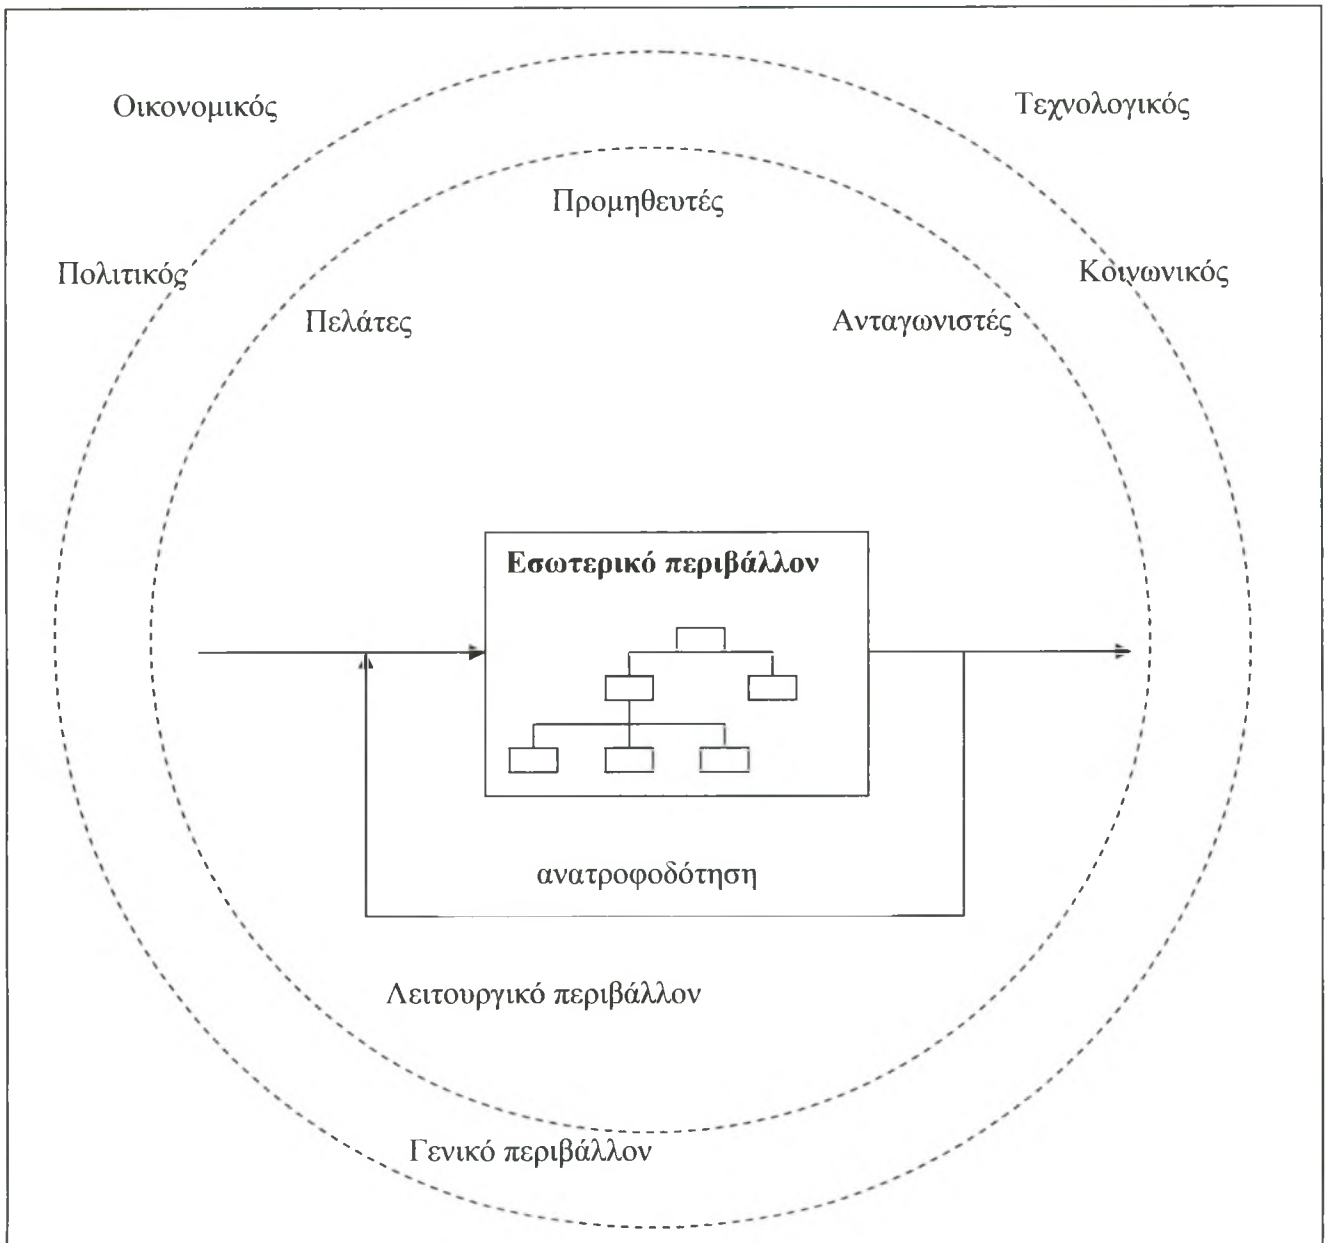 Οικονομικός
Τεχνολογικός
Προμηθευτές
Πολιτικός
Κοινωνικός
Πελάτες
Ανταγωνιστές
Εσωτερικό περιβάλλον
ανατροφοδότηση
Λειτουργικό περιβάλλον
Γενικό περιβάλλον